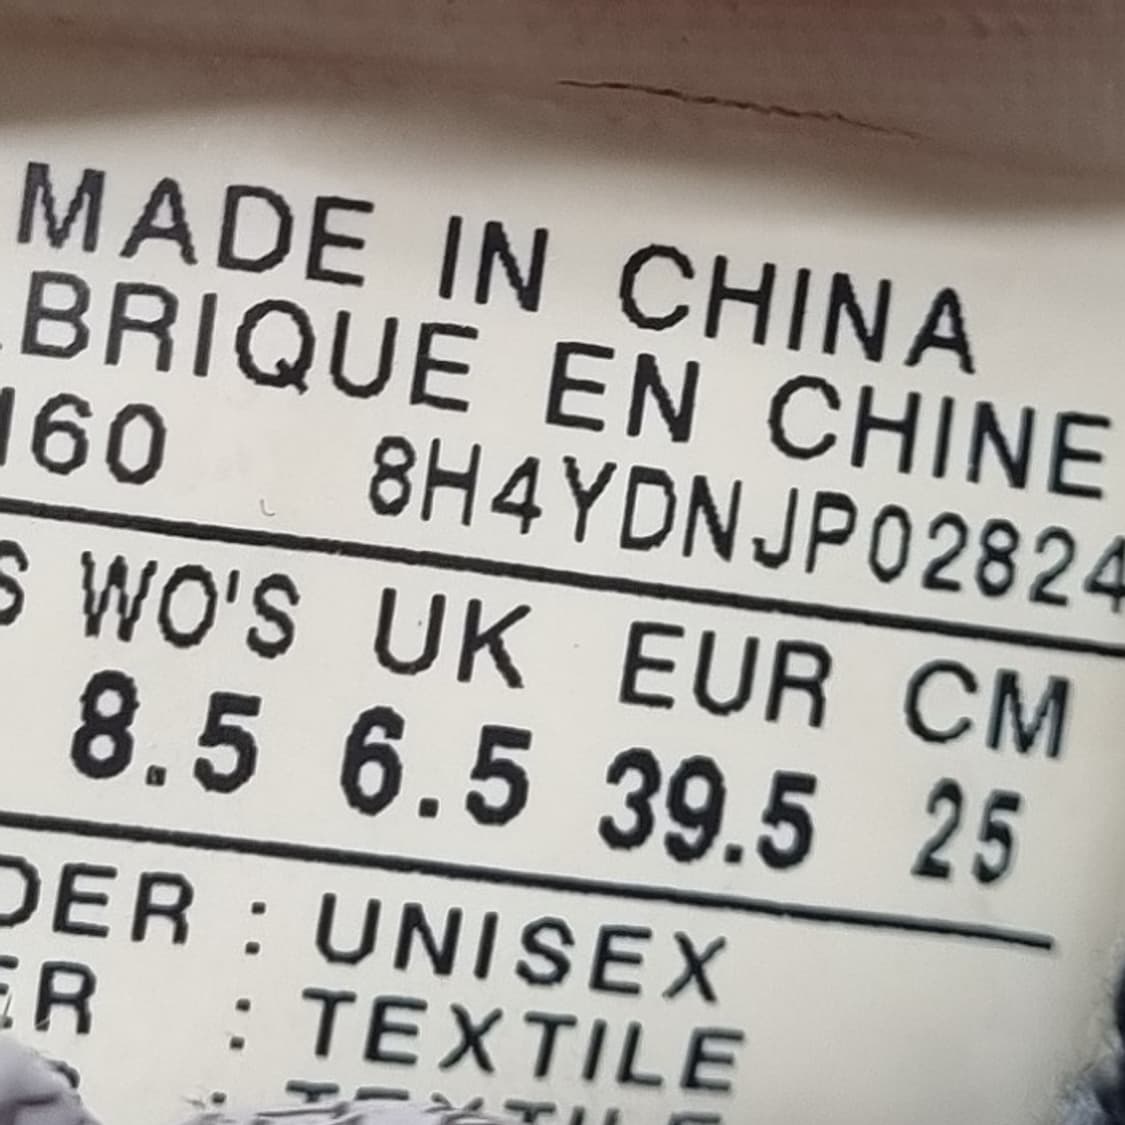 MADE IN CHINA
BRIQUE EN CHINE
160 8H4YDNJP02824
S WO'S UK EUR CM
8.5 6.5 39.5 25
DER : UNISEX
ER : TEXTILE
: TEXTILE